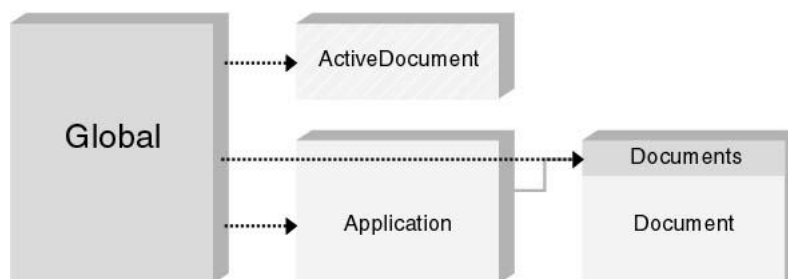 ActiveDocument
Global
Documents
Application
Document